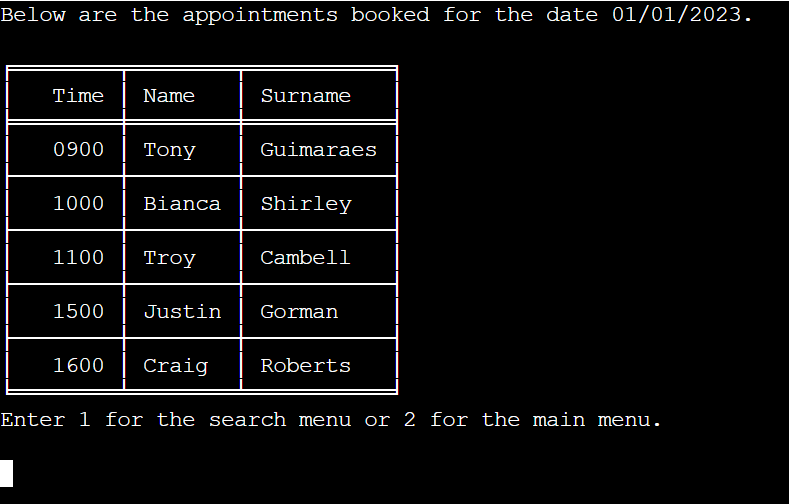 Below are the appointments booked for the date 01/01/2023.
Time Name Surname
0900 Tony Guimaraes
1000 Bianca Shirley
1100 Troy Cambell
1500 Justin Gorman
1600 Craig Roberts
Enter 1 for the search menu or 2 for the main menu.